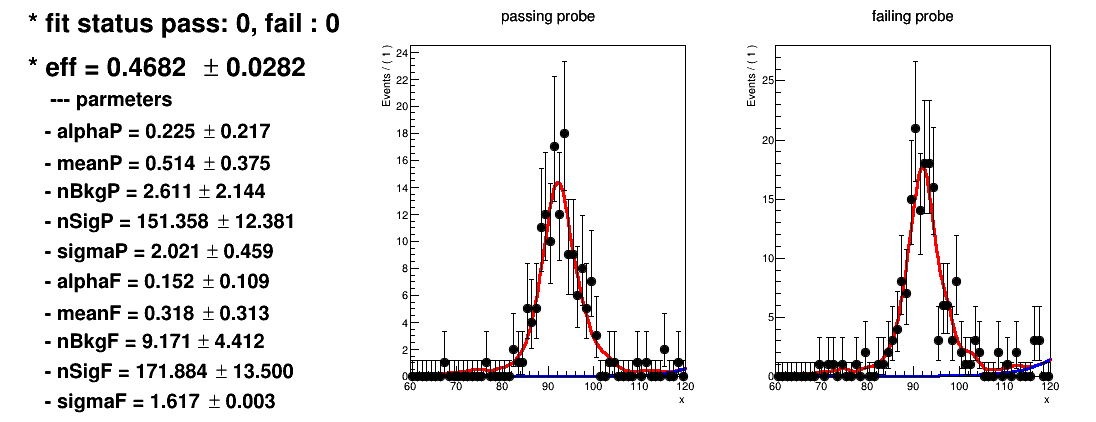 * fit status pass: 0, fail : 0
* eff = 0.4682 ± 0.0282
--- parmeters
- alphaP = 0.225 ± 0.217
- meanP = 0.514 ± 0.375
- nBkgP = 2.611 ± 2.144
- nSigP = 151.358 ± 12.381
- sigmaP = 2.021 ± 0.459
- alphaF = 0.152 ± 0.109
- meanF = 0.318 ± 0.313
- nBkgF = 9.171 ± 4.412
- nSigF = 171.884 ± 13.500
- sigmaF = 1.617 ± 0.003
passing probe
Events / ( 1 )
24
22
20
18
16
14
12
10
8
6
4
2
0
60 70 80 90 100 110 120
x
failing probe
Events / ( 1 )
25
20
15
10
5
0
60 70 80 90 100 110 120
x